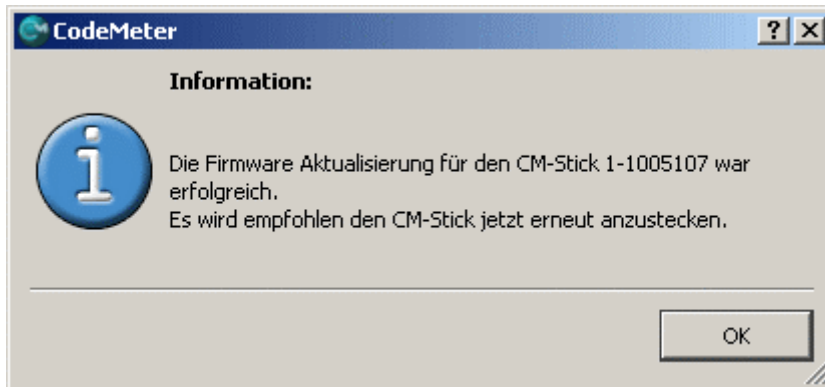 CodeMeter
Information:
Die Firmware Aktualisierung für den CM-Stick 1-1005107 war
erfolgreich.
Es wird empfohlen den CM-Stick jetzt erneut anzustecken.
OK